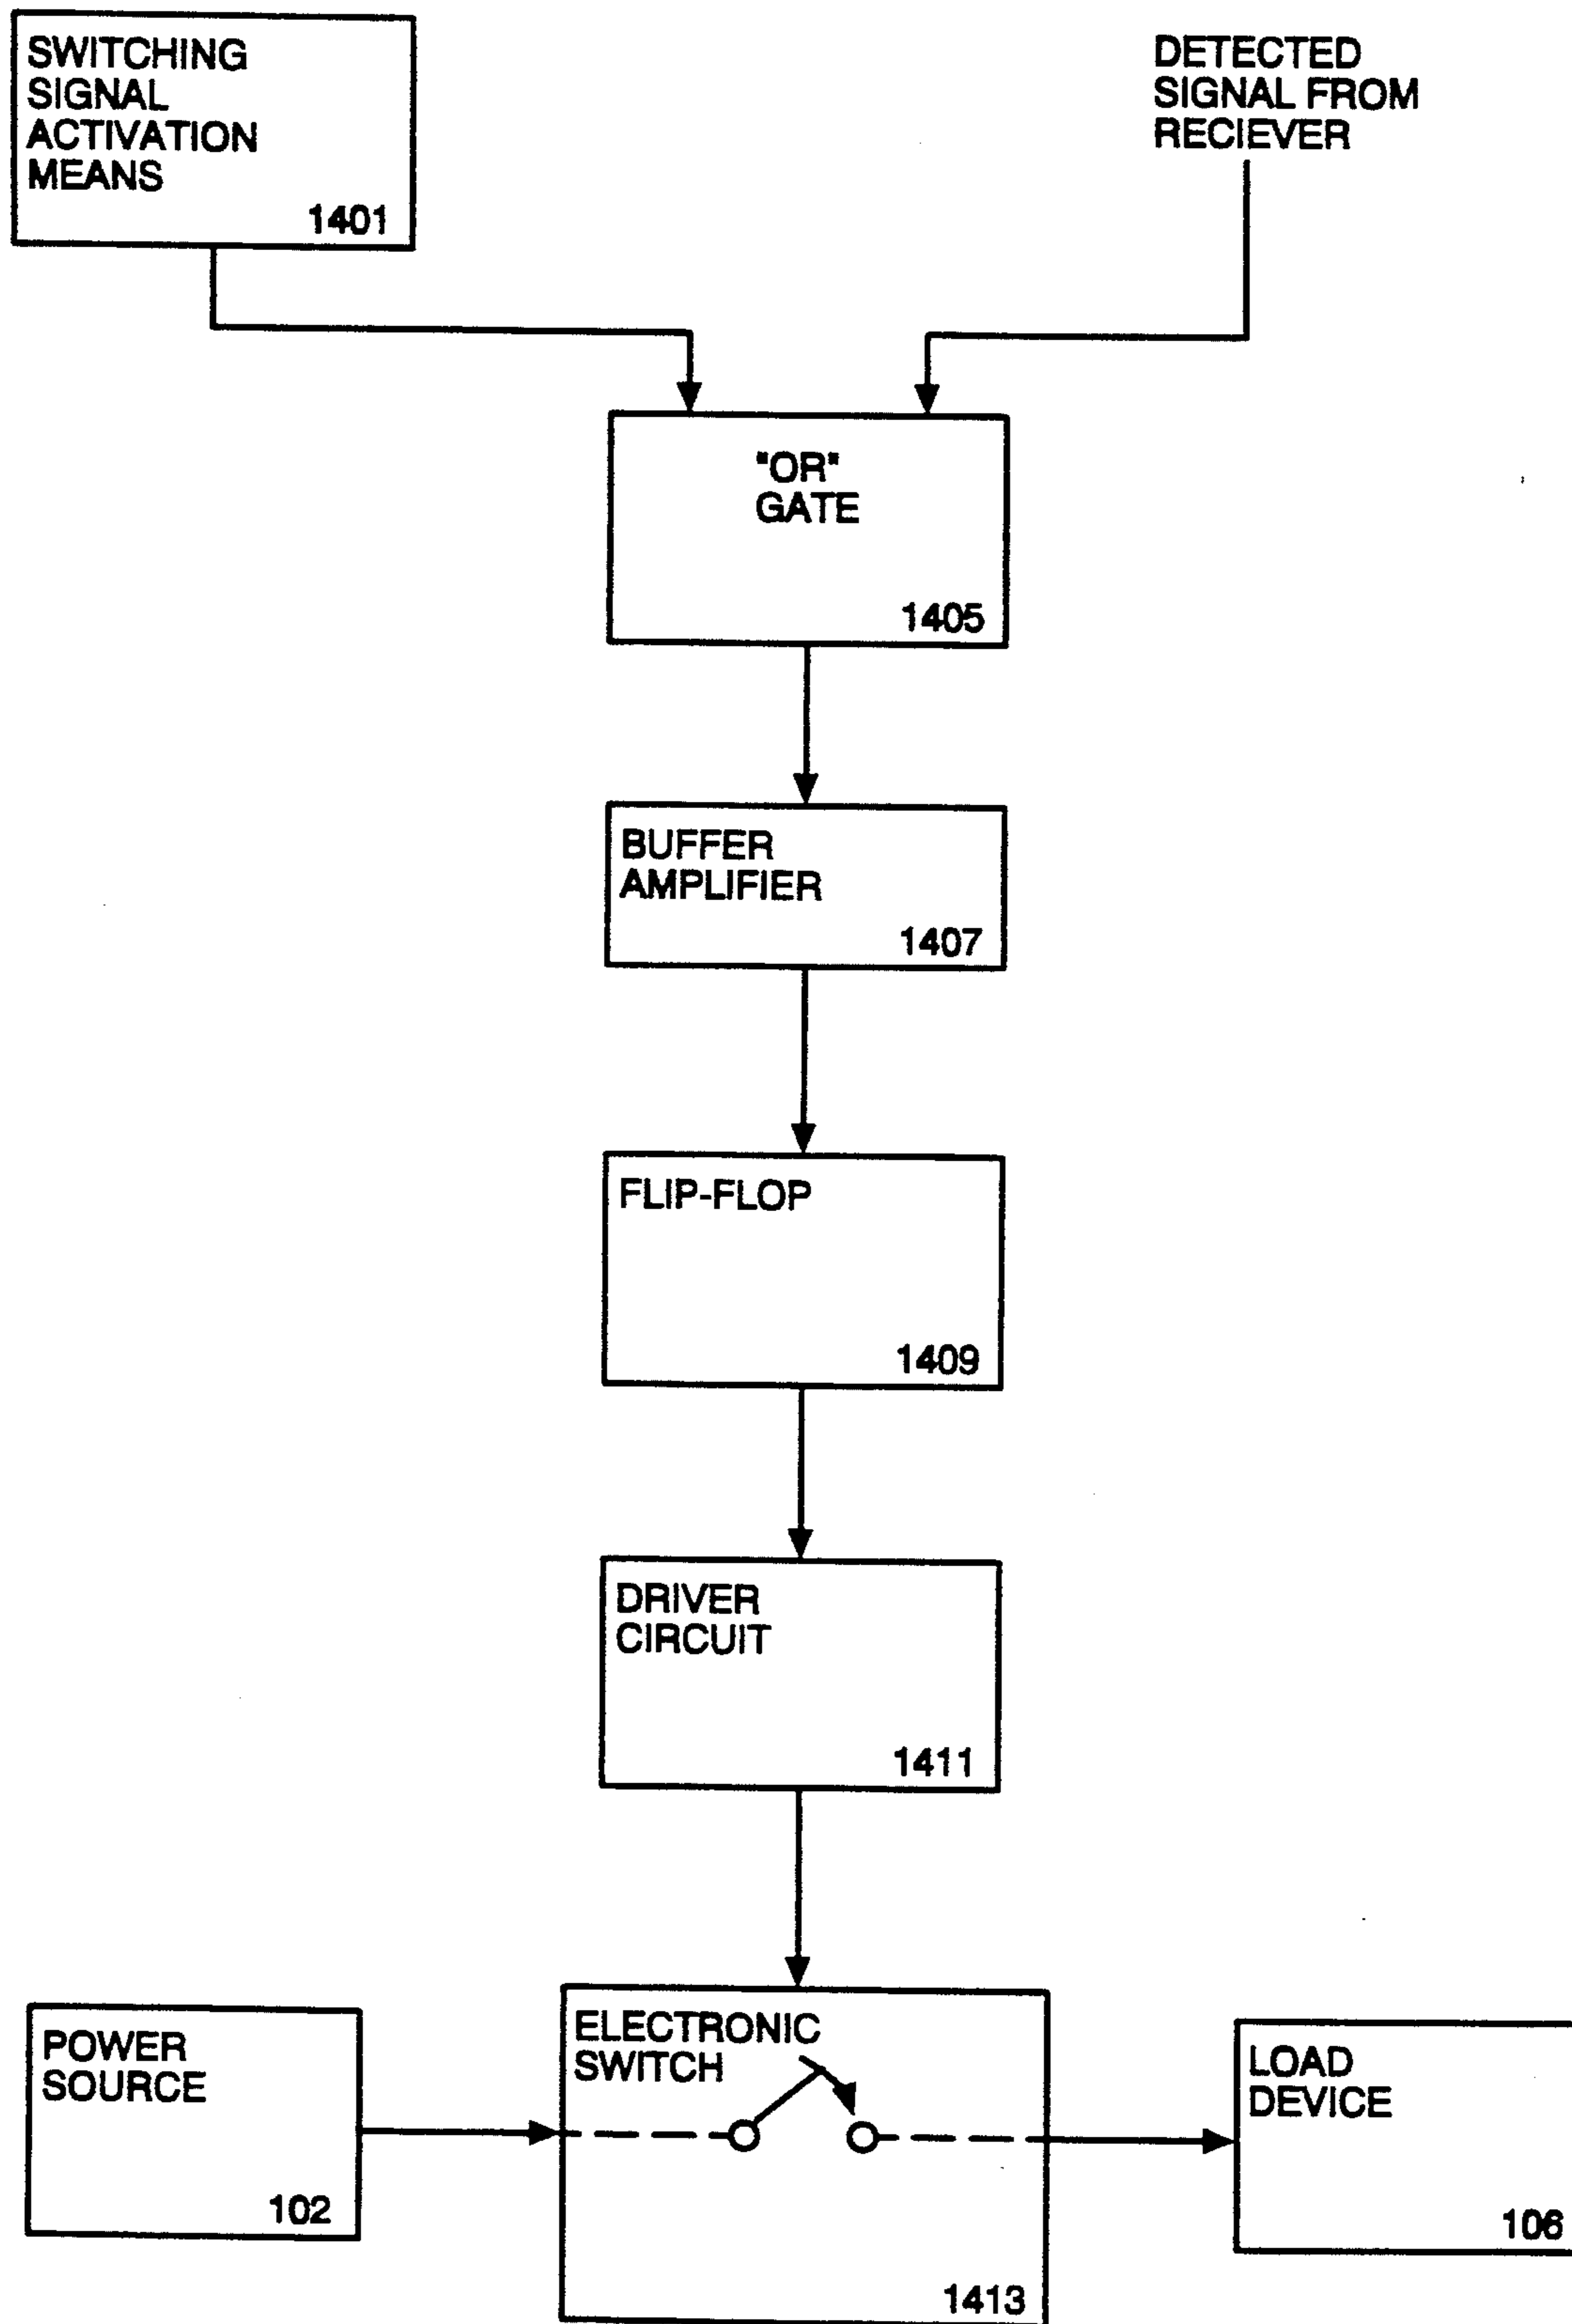 SWITCHING
SIGNAL
ACTIVATION
MEANS
1401
DETECTED
SIGNAL FROM
RECIEVER
"OR"
GATE
1405
BUFFER
AMPLIFIER
1407
FLIP-FLOP
1409
DRIVER
CIRCUIT
1411
POWER
SOURCE
102
ELECTRONIC
SWITCH
1413
LOAD
DEVICE
106